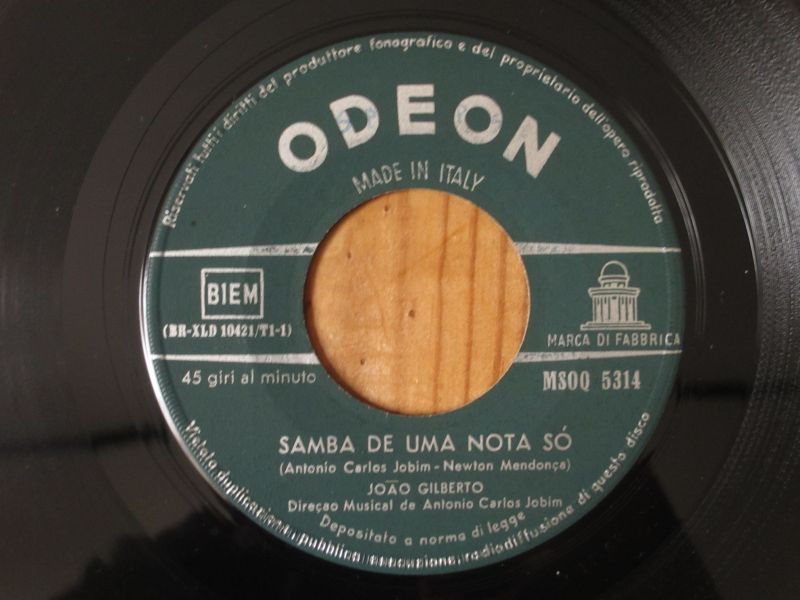 Riservati tutti i diritti del produttore fonografico e del proprietario dell'opera riprodotta
ODEON
MADE IN ITALY
BIEM
(BR-XLD 10421/T1-1)
MARCA DI FABBRICA
45 giri al minuto
MSOQ 5314
SAMBA DE UMA NOTA SÓ
(Antonio Carlos Jobim - Newton Mendonça)
JOÃO GILBERTO
Direçao Musical de Antonio Carlos Jobim
Depositato a norma di legge
Vietata duplicazione pubblica esecuzione radiodiffusione di questo disco